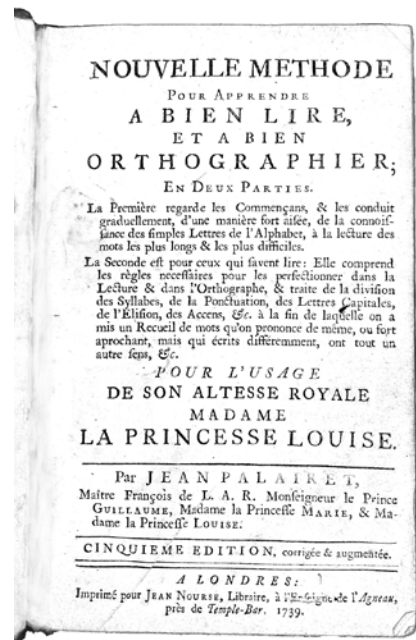 NOUVELLE METHODE
POUR APPRENDRE
A BIEN LIRE,
ET A BIEN
ORTHOGRAPHIER;
EN DEUX PARTIES.
La Première regarde les Commençans, & les conduit
graduellement, d'une manière fort aisée, de la connois-
sance des simples Lettres de l'Alphabet, à la lecture des
mots les plus longs & les plus difficiles.
La Seconde est pour ceux qui savent lire: Elle comprend
les règles necessaires pour les perfectionner dans la
Lecture & dans l'Orthographe, & traite de la division
des Syllabes, de la Ponctuation, des Lettres Capitales,
de l'Élision, des Accens, &c. à la fin de laquelle on a
mis un Recueil de mots qu'on prononce de même, ou fort
aprochant, mais qui écrits différemment, ont tout un
autre sens, &c.
POUR L'USAGE
DE SON ALTESSE ROYALE
MADAME
LA PRINCESSE LOUISE.
Par JEAN PALAIRET,
Maître François de L. A. R. Monseigneur le Prince
GUILLAUME, Madame la Princesse MARIE, & Ma-
dame la Princesse LOUISE.
CINQUIEME EDITION, corrigée & augmentée.
A LONDRES:
Imprimé pour JEAN NOURSE, Libraire, à l'Enseigne de l'Agneau,
près de Temple-Bar. 1739.